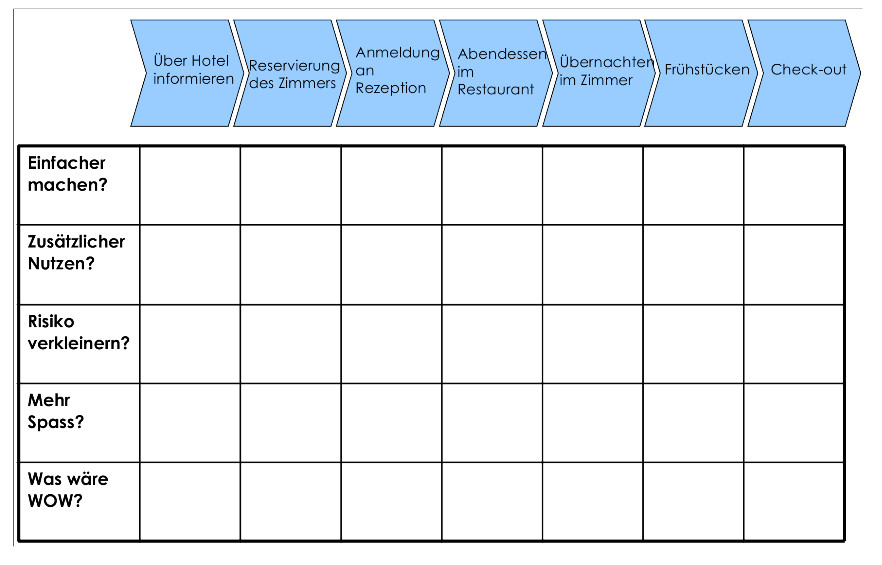 Über Hotel
informieren
Reservierung
des Zimmers
Anmeldung
an
Rezeption
Abendessen
im
Restaurant
Übernachten
im Zimmer
Frühstücken
Check-out
Einfacher
machen?
Zusätzlicher
Nutzen?
Risiko
verkleinern?
Mehr
Spass?
Was wäre
WOW?